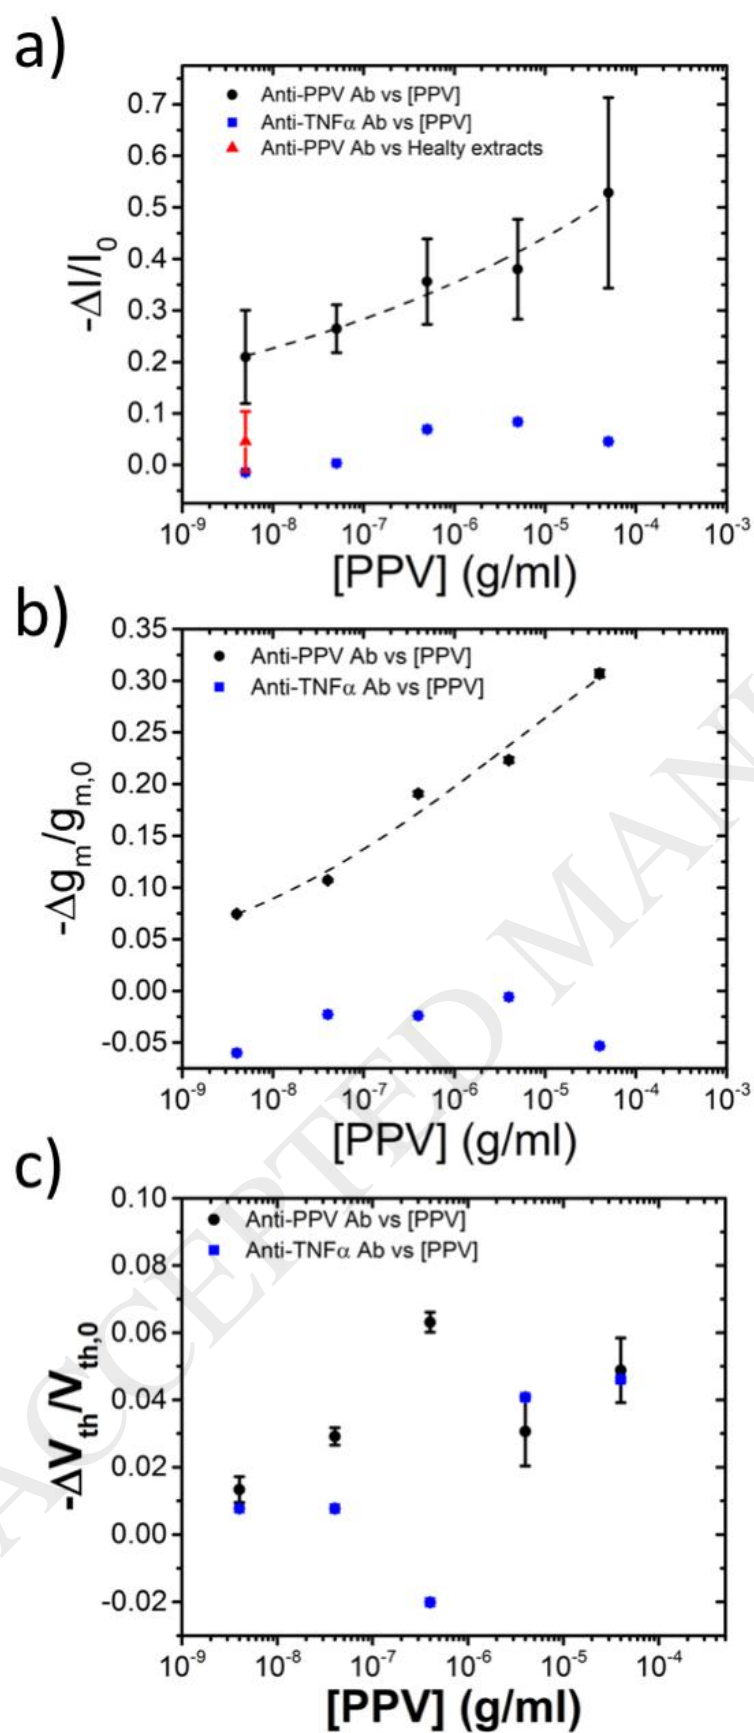 a)
Anti-PPV Ab vs [PPV]
Anti-TNFα Ab vs [PPV]
Anti-PPV Ab vs Healty extracts
-ΔI/I₀
0.7
0.6
0.5
0.4
0.3
0.2
0.1
0.0
10⁻⁹ 10⁻⁸ 10⁻⁷ 10⁻⁶ 10⁻⁵ 10⁻⁴ 10⁻³
[PPV] (g/ml)
b)
Anti-PPV Ab vs [PPV]
Anti-TNFα Ab vs [PPV]
-Δgₘ/gₘ,₀
0.35
0.30
0.25
0.20
0.15
0.10
0.05
0.00
-0.05
10⁻⁹ 10⁻⁸ 10⁻⁷ 10⁻⁶ 10⁻⁵ 10⁻⁴ 10⁻³
[PPV] (g/ml)
c)
Anti-PPV Ab vs [PPV]
Anti-TNFα Ab vs [PPV]
-ΔVth/Vth,0
0.10
0.08
0.06
0.04
0.02
0.00
-0.02
10⁻⁹ 10⁻⁸ 10⁻⁷ 10⁻⁶ 10⁻⁵ 10⁻⁴
[PPV] (g/ml)
ACCEPTED MAN